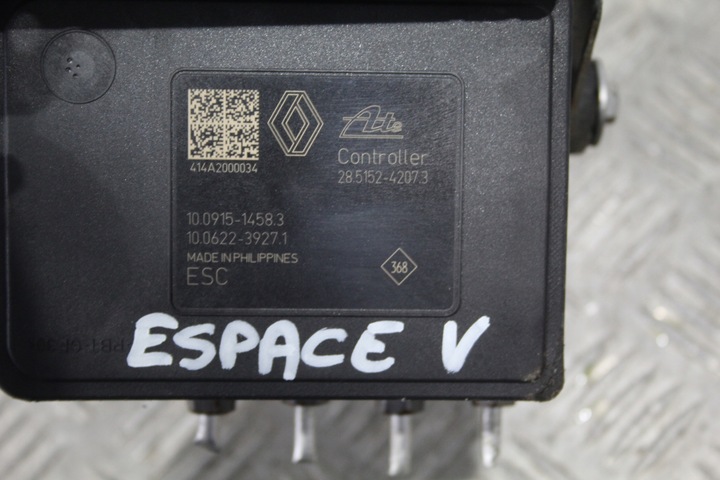 Ate
414A2000034
Controller
28.5152-4207.3
10.0915-1458.3
10.0622-3927.1
MADE IN PHILIPPINES
ESC
368
ESPACE V